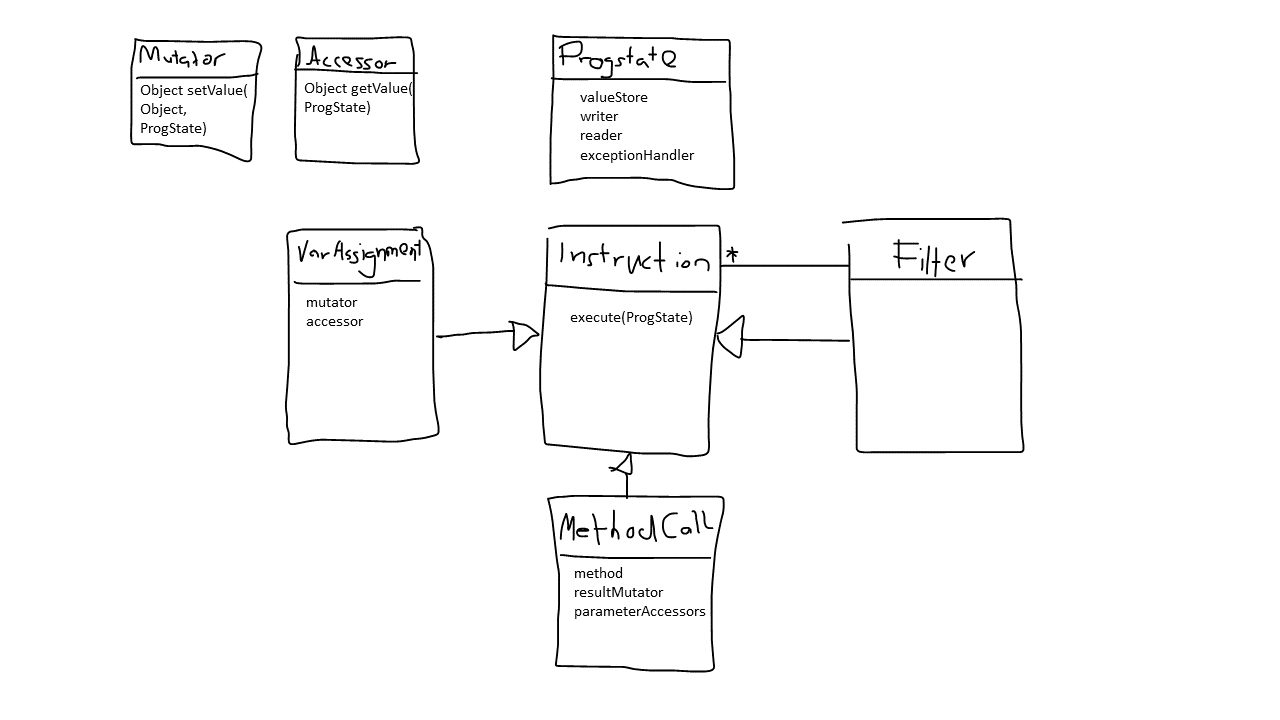 Mutator
Object setValue(
Object,
ProgState)
Accessor
Object getValue(
ProgState)
Progstate
valueStore
writer
reader
exceptionHandler
VarAssignment
mutator
accessor
Instruction
execute(ProgState)
*
Filter
MethodCall
method
resultMutator
parameterAccessors